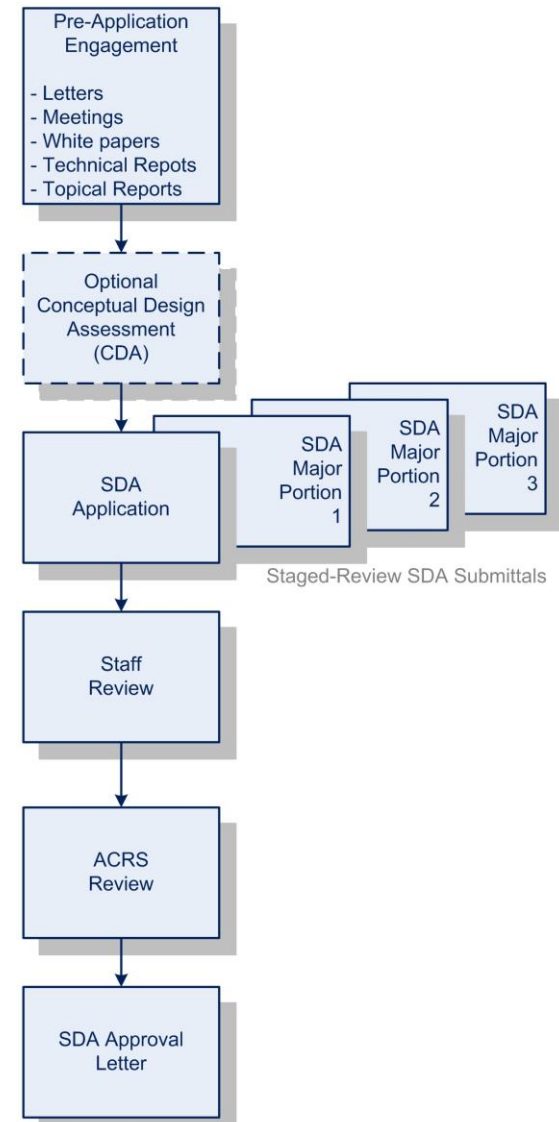 Pre-Application
Engagement
- Letters
- Meetings
- White papers
- Technical Repots
- Topical Reports
Optional
Conceptual Design
Assessment
(CDA)
SDA
Application
SDA
Major
Portion
1
SDA
Major
Portion
2
SDA
Major
Portion
3
Staged-Review SDA Submittals
Staff
Review
ACRS
Review
SDA Approval
Letter